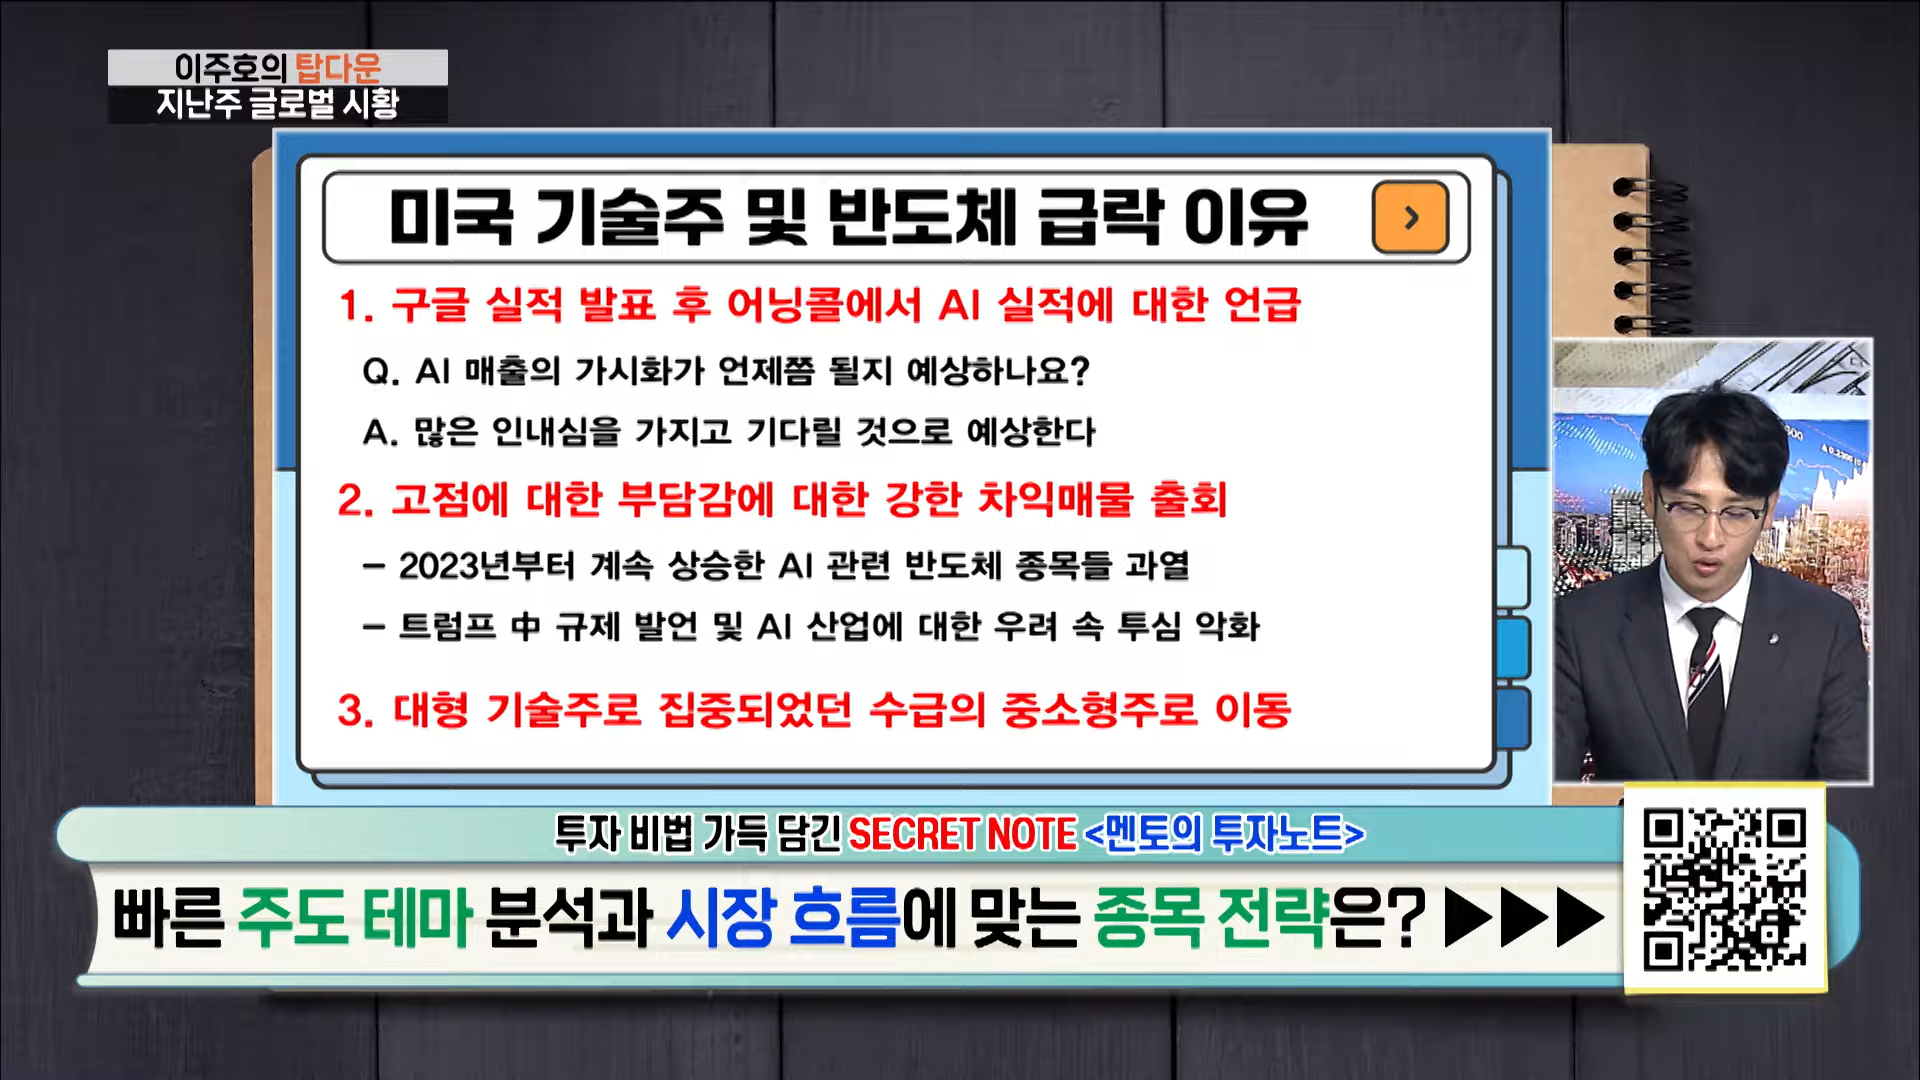 이주호의 탑다운
지난주 글로벌 시황
미국 기술주 및 반도체 급락 이유
1. 구글 실적 발표 후 어닝콜에서 AI 실적에 대한 언급
Q. AI 매출의 가시화가 언제쯤 될지 예상하나요?
A. 많은 인내심을 가지고 기다릴 것으로 예상한다
2. 고점에 대한 부담감에 대한 강한 차익매물 출회
– 2023년부터 계속 상승한 AI 관련 반도체 종목들 과열
– 트럼프 中 규제 발언 및 AI 산업에 대한 우려 속 투심 악화
3. 대형 기술주로 집중되었던 수급의 중소형주로 이동
투자 비법 가득 담긴 SECRET NOTE <멘토의 투자노트>
빠른 주도 테마 분석과 시장 흐름에 맞는 종목 전략은? ▶▶▶